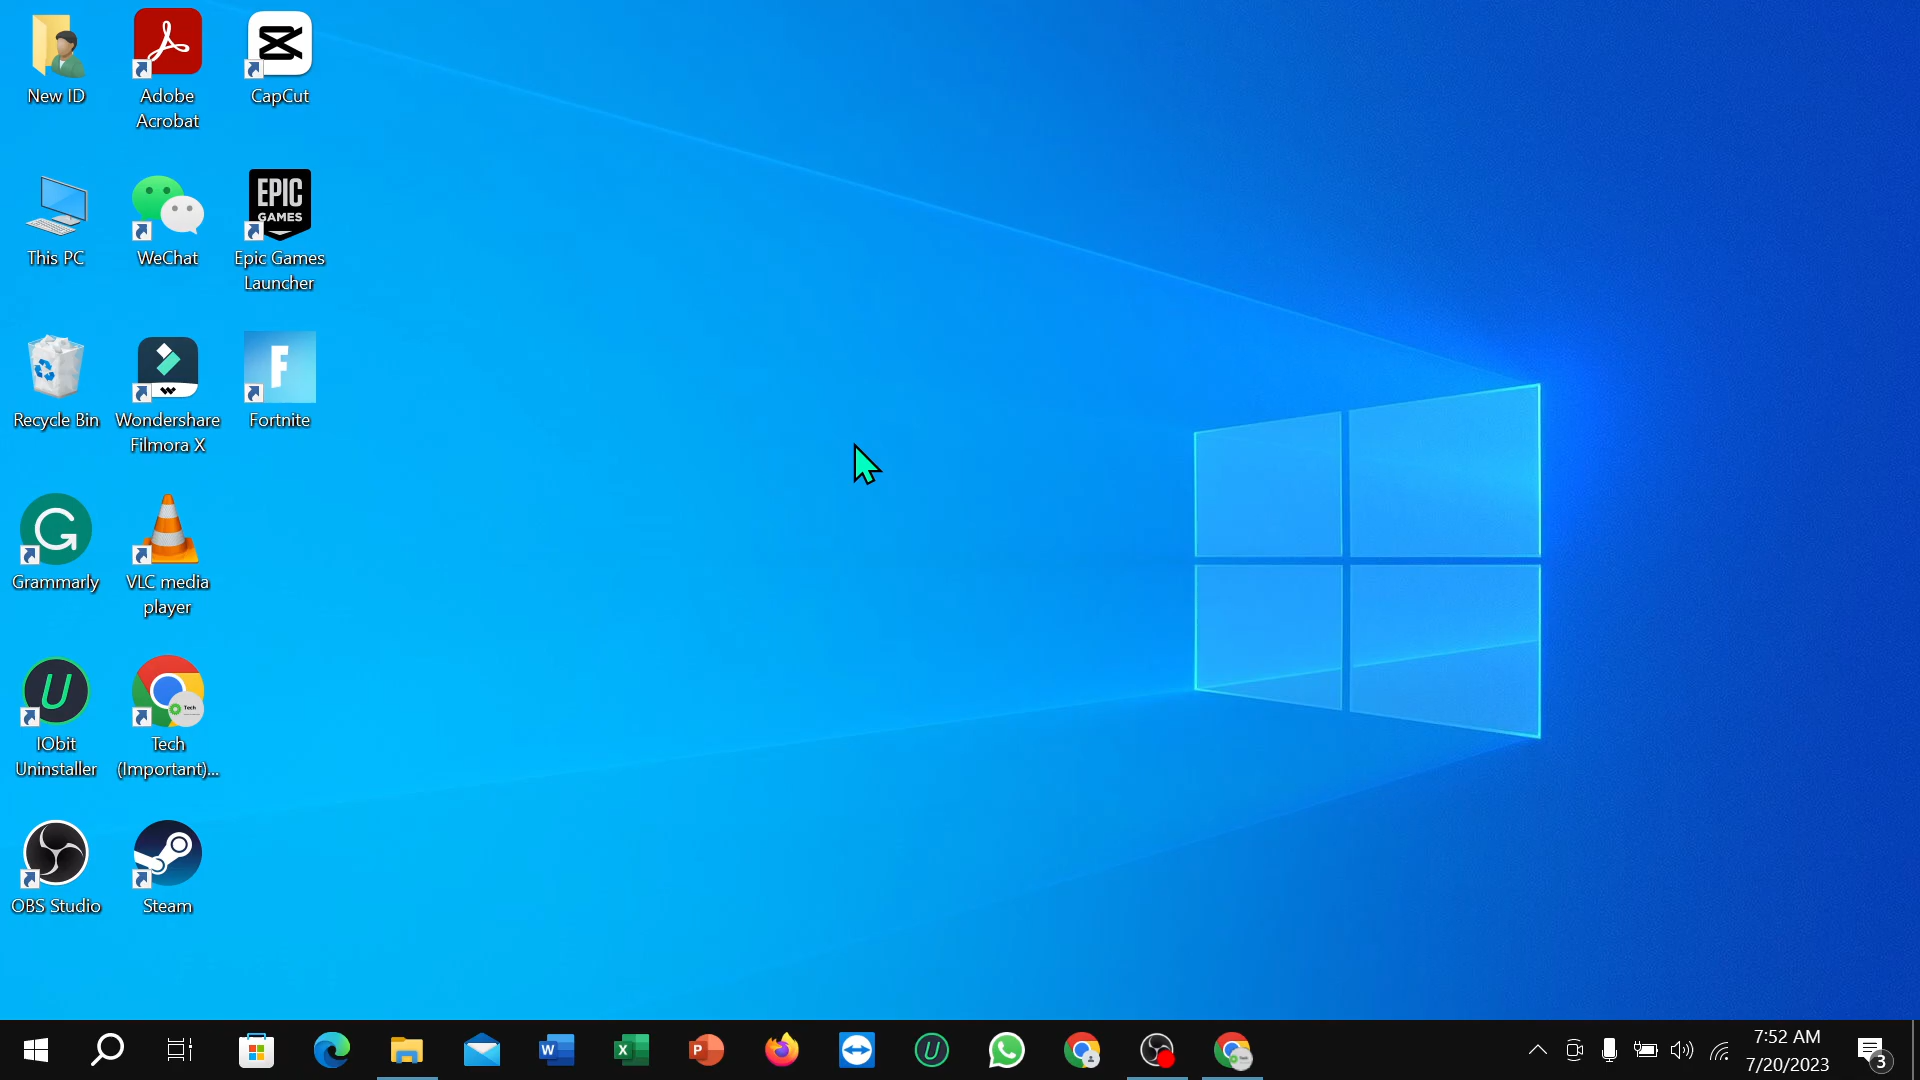 New ID
Adobe
Acrobat
CapCut
This PC
WeChat
EPIC
GAMES
Epic Games
Launcher
Recycle Bin
Wondershare
Filmora X
F
Fortnite
G
Grammarly
VLC media
player
U
IObit
Uninstaller
Tech
Tech
(Important)...
OBS Studio
Steam
W
X
P
U
7:52 AM
7/20/2023
3